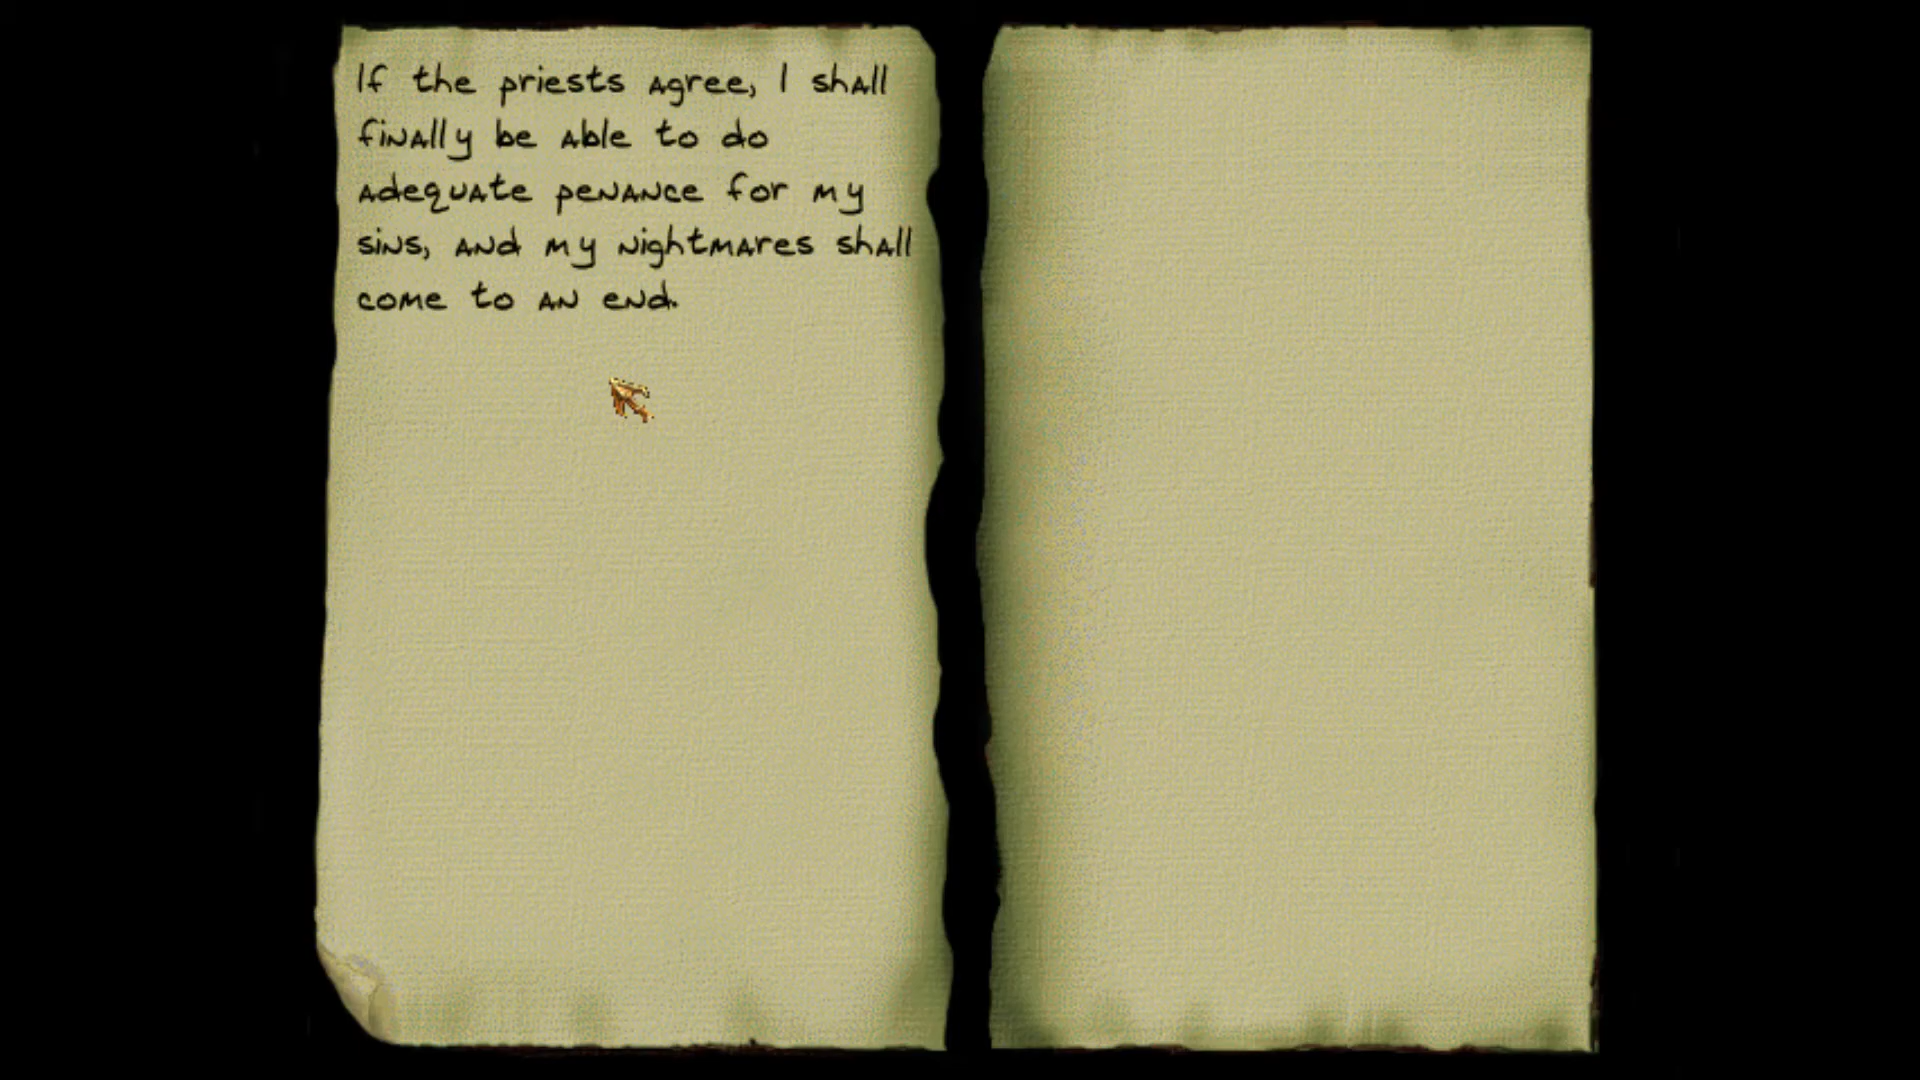 If the priests agree, I shall
finally be able to do
adequate penance for my
sins, and my nightmares shall
come to an end.